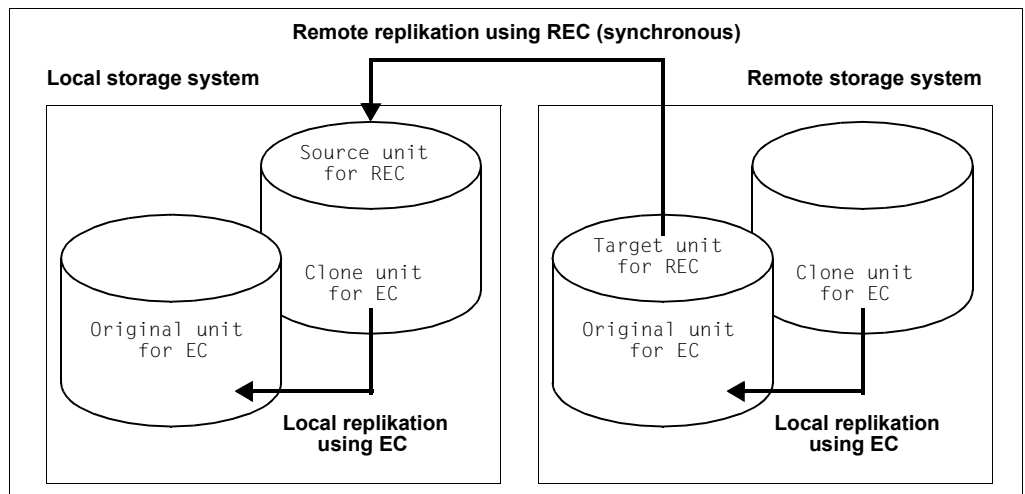 Remote replikation using REC (synchronous)
Local storage system
Remote storage system
Source unit
for REC
Clone unit
for EC
Original unit
for EC
Local replikation
using EC
Target unit
for REC
Original unit
for EC
Clone unit
for EC
Local replikation
using EC